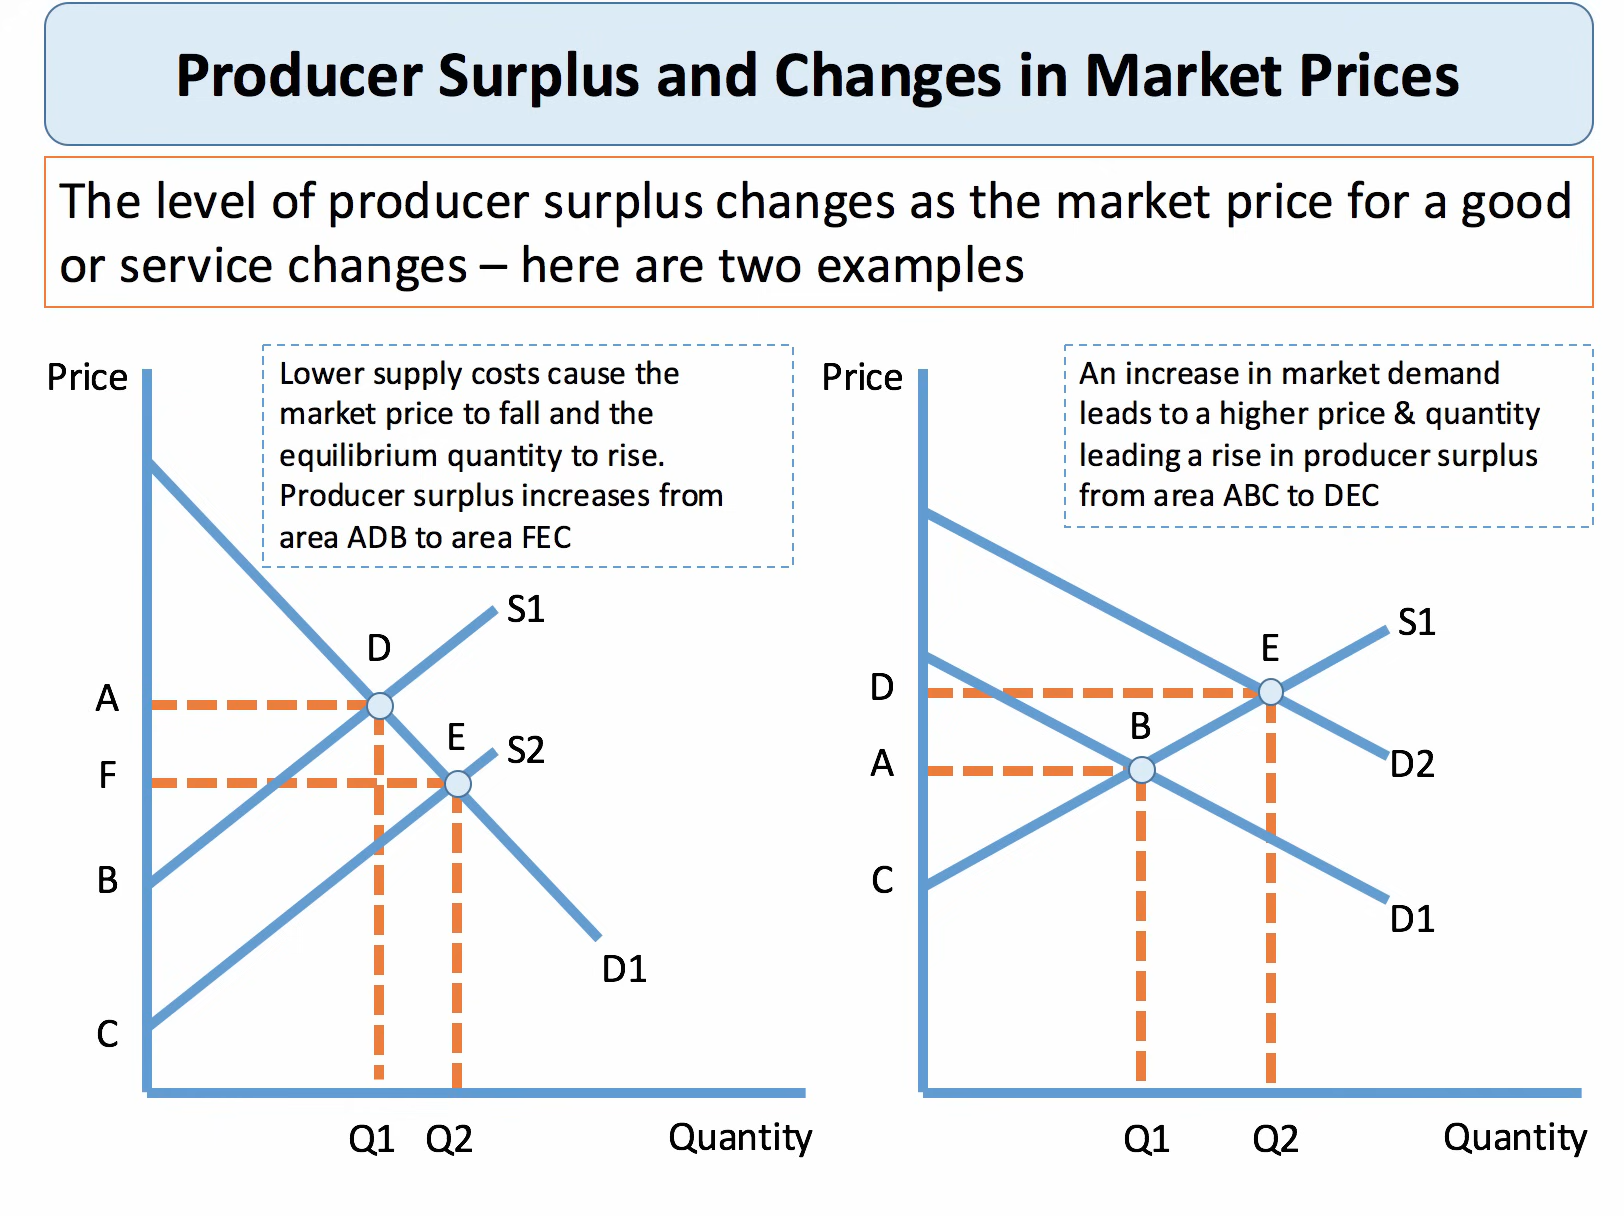 Producer Surplus and Changes in Market Prices
The level of producer surplus changes as the market price for a good
or service changes – here are two examples
Price
Lower supply costs cause the
market price to fall and the
equilibrium quantity to rise.
Producer surplus increases from
area ADB to area FEC
S1
D
A
E
S2
F
B
D1
C
Q1
Q2
Quantity
Price
An increase in market demand
leads to a higher price & quantity
leading a rise in producer surplus
from area ABC to DEC
S1
E
D
B
A
D2
C
D1
Q1
Q2
Quantity